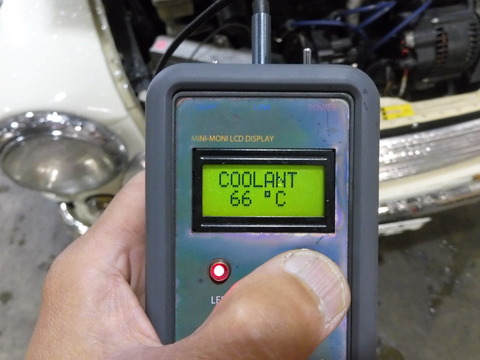 MINI-MONI LCD DISPLAY
COOLANT
66 °C